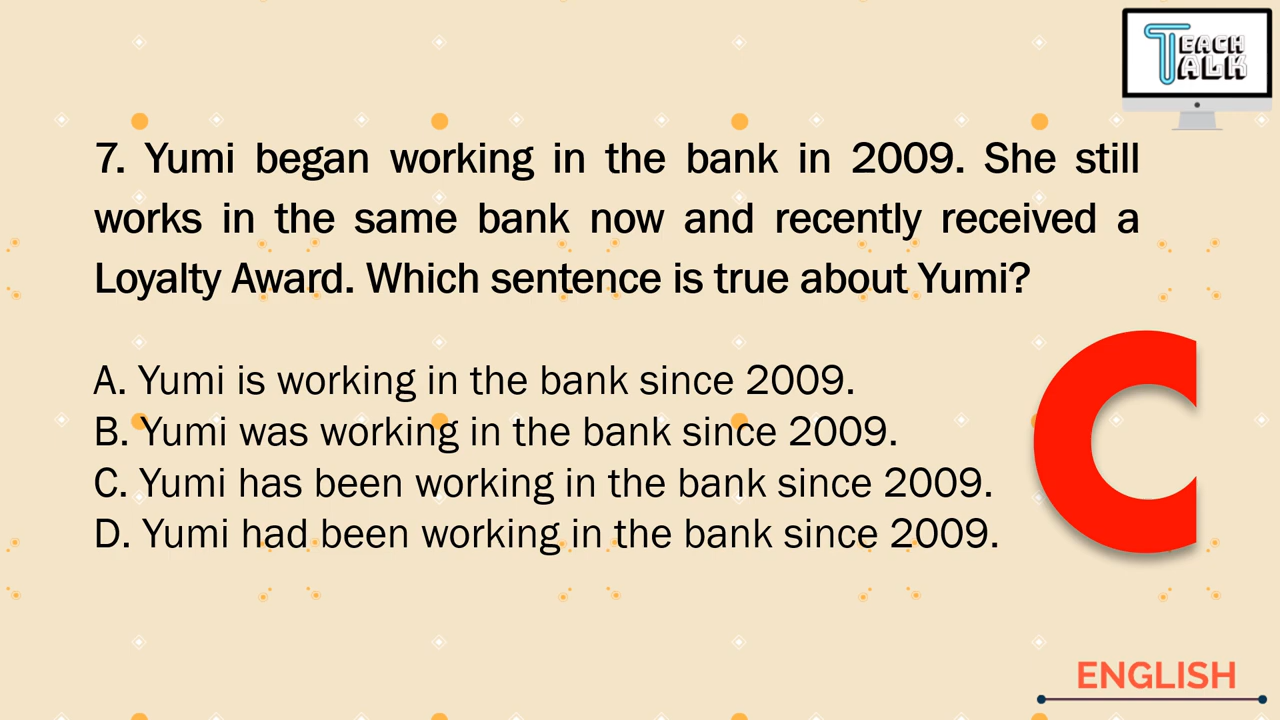 TEACH
TALK
7. Yumi began working in the bank in 2009. She still
works in the same bank now and recently received a
Loyalty Award. Which sentence is true about Yumi?
A. Yumi is working in the bank since 2009.
B. Yumi was working in the bank since 2009.
C. Yumi has been working in the bank since 2009.
D. Yumi had been working in the bank since 2009.
C
ENGLISH